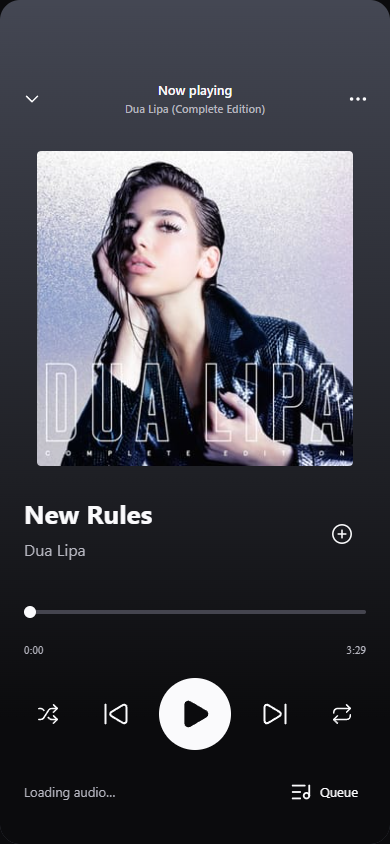 Now playing
Dua Lipa (Complete Edition)
DUA LIPA
COMPLETE EDITION
New Rules
Dua Lipa
0:00
3:29
Loading audio...
Queue